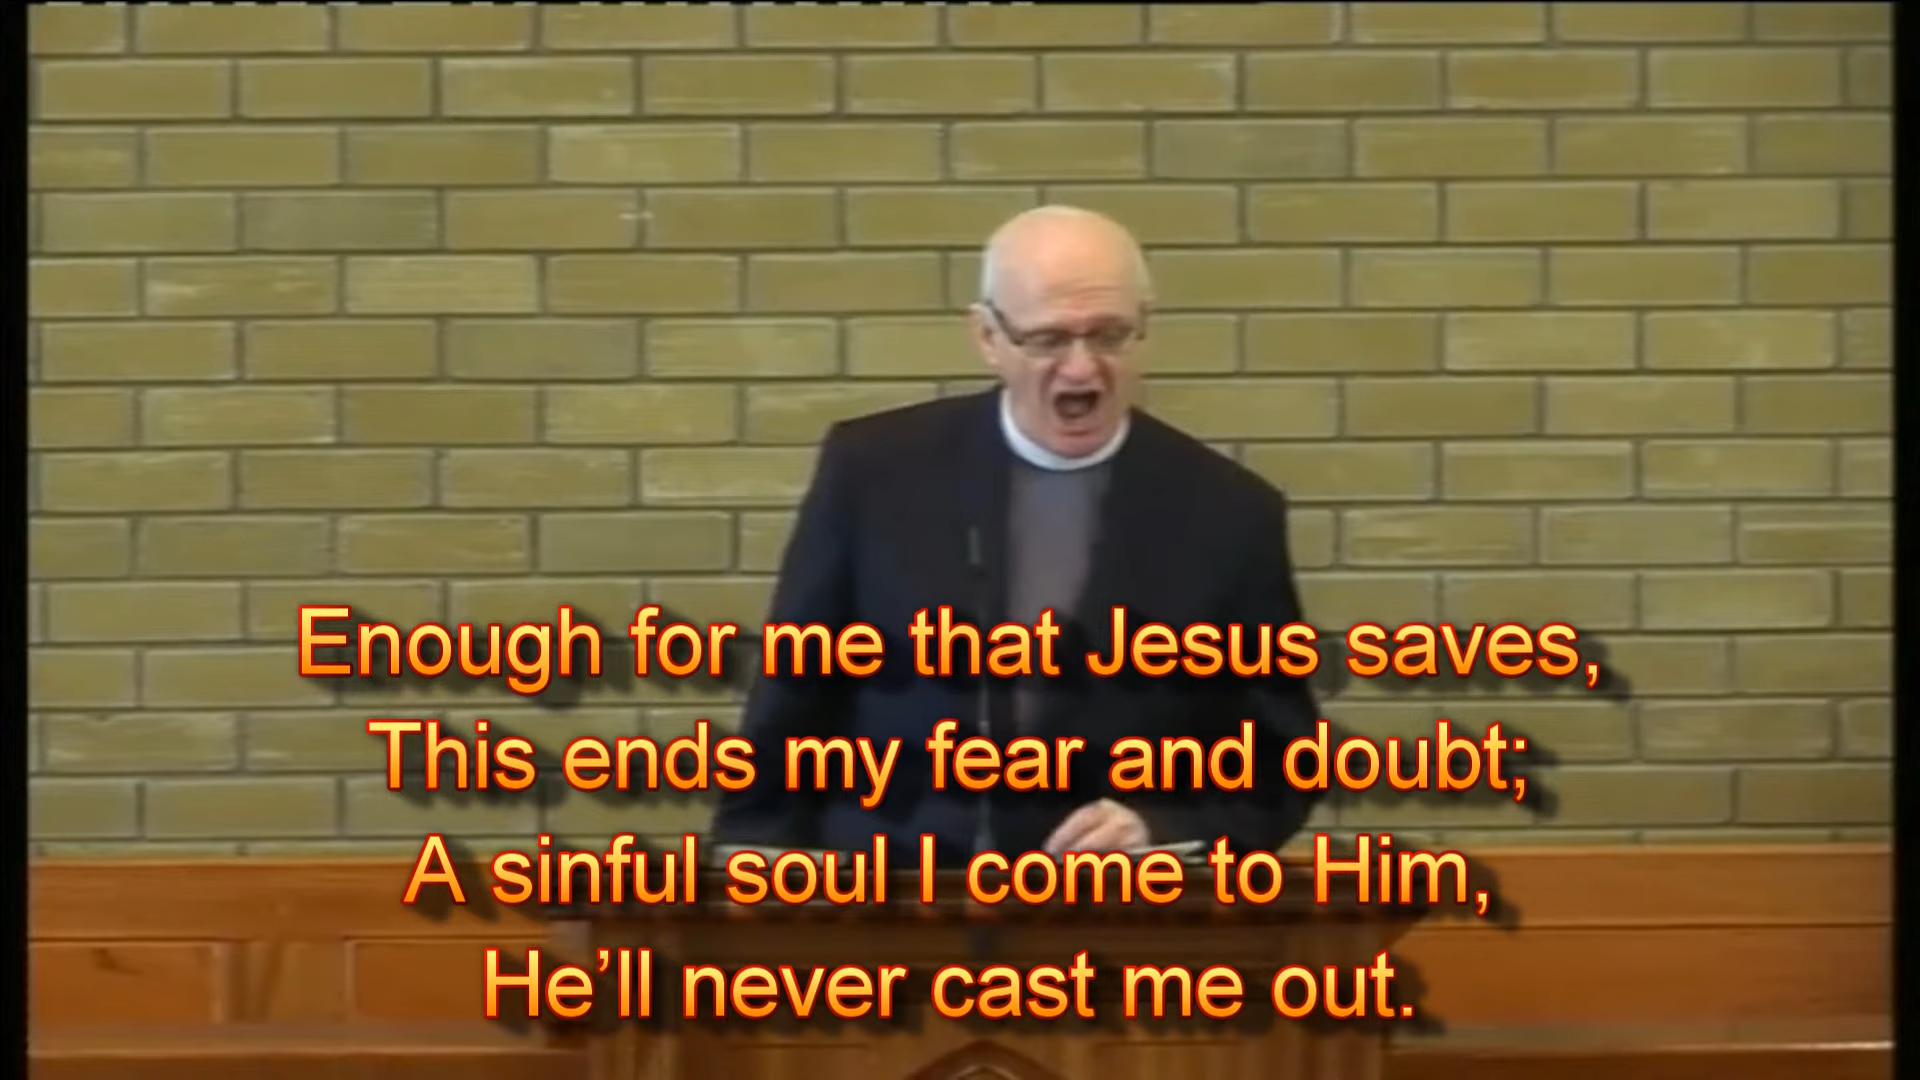 Enough for me that Jesus saves,
This ends my fear and doubt;
A sinful soul I come to Him,
He’ll never cast me out.